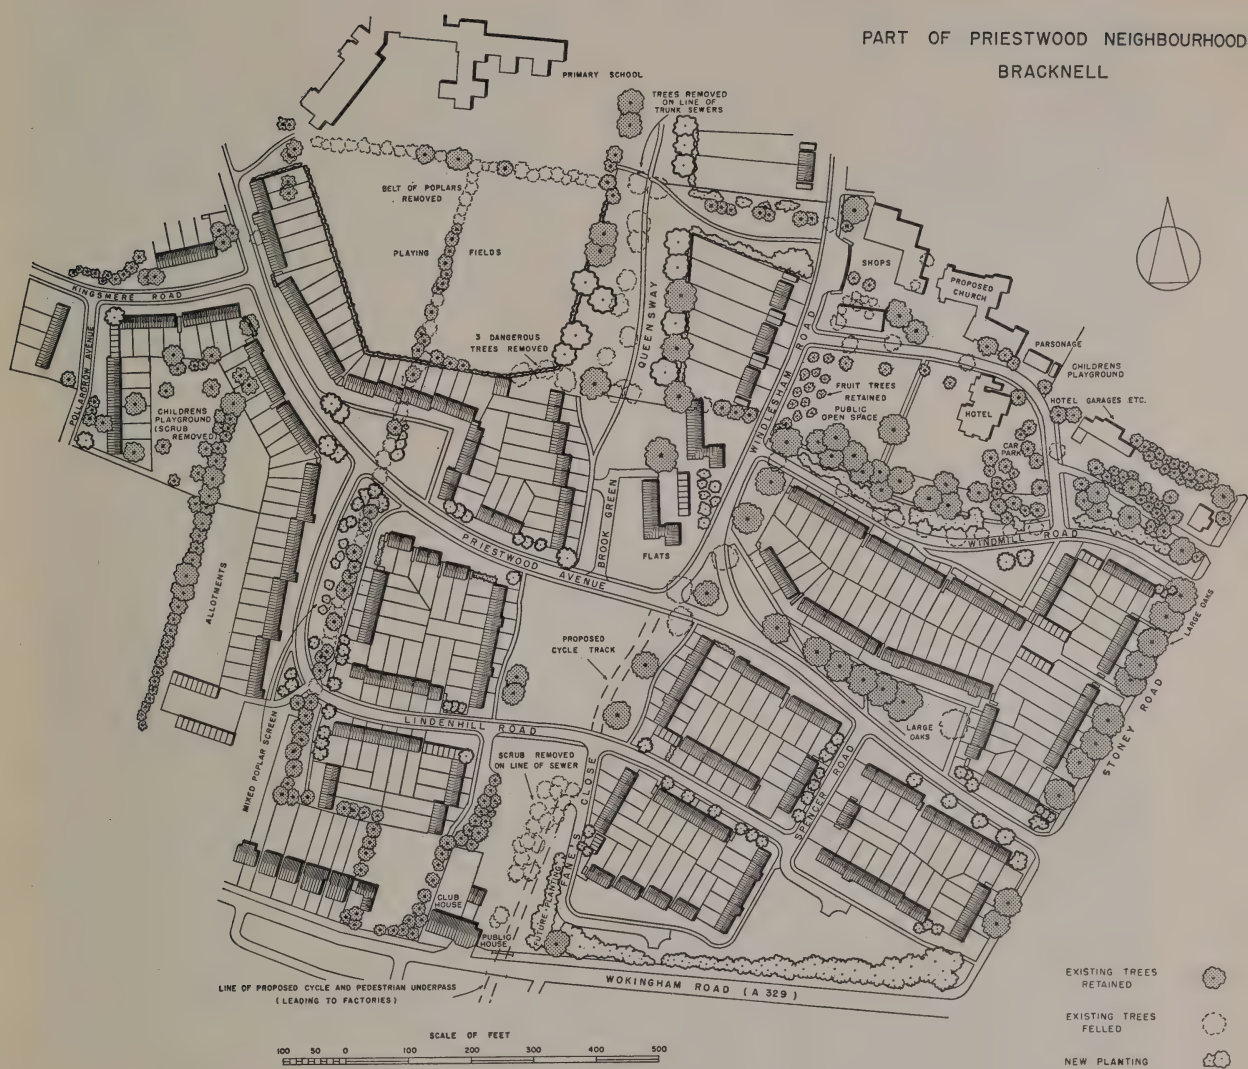 PART OF PRIESTWOOD NEIGHBOURHOOD
BRACKNELL
PRIMARY SCHOOL
TREES REMOVED
ON LINE OF
TRUNK SEWERS
BELT OF POPLARS
REMOVED
PLAYING FIELDS
KINGSMERE ROAD
POLLARDROW AVENUE
CHILDRENS
PLAYGROUND
(SCRUB
REMOVED)
3 DANGEROUS
TREES REMOVED
QUEENSWAY
SHOPS
PROPOSED
CHURCH
PARSONAGE
CHILDRENS
PLAYGROUND
HOTEL GARAGES ETC.
WINDLESHAM ROAD
FRUIT TREES
RETAINED
PUBLIC
OPEN SPACE
HOTEL
CAR
PARK
WINDMILL ROAD
LARGE OAKS
STONEY ROAD
ALLOTMENTS
PRIESTWOOD AVENUE
BROOK GREEN
FLATS
PROPOSED
CYCLE TRACK
LARGE
OAKS
LINDENHILL ROAD
MIXED POPLAR SCREEN
SCRUB REMOVED
ON LINE OF SEWER
FANE'S CLOSE
SPENCER ROAD
FUTURE PLANTING
CLUB
HOUSE
PUBLIC
HOUSE
LINE OF PROPOSED CYCLE AND PEDESTRIAN UNDERPASS
(LEADING TO FACTORIES)
WOKINGHAM ROAD (A 329)
EXISTING TREES
RETAINED
EXISTING TREES
FELLED
NEW PLANTING
SCALE OF FEET
100 50 0 100 200 300 400 500